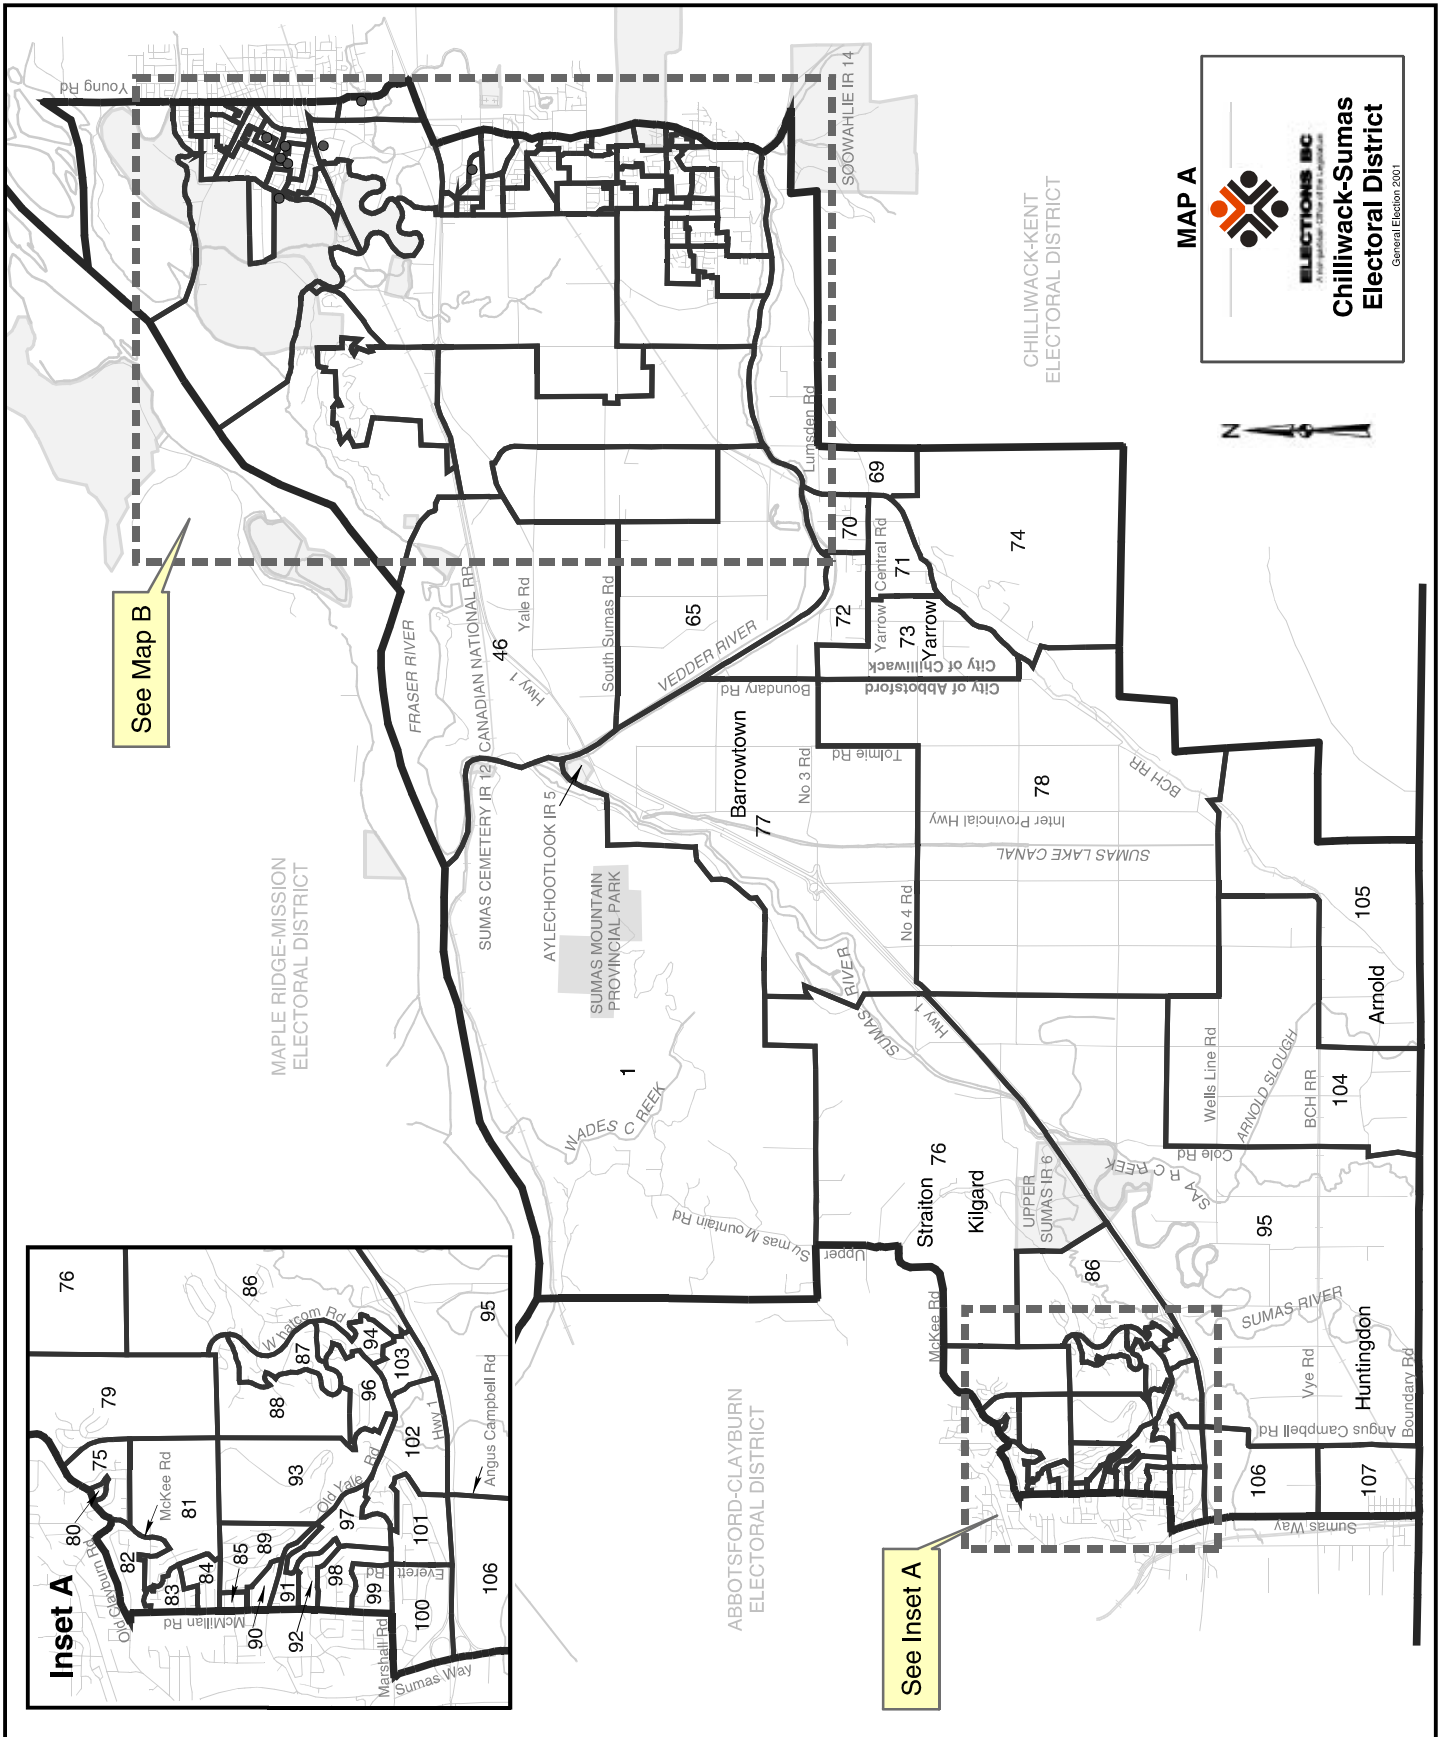 MAP A
ELECTIONS BC
A non-partisan Office of the Legislature
Chilliwack-Sumas
Electoral District
General Election 2001
N
See Map B
See Inset A
MAPLE RIDGE-MISSION
ELECTORAL DISTRICT
ABBOTSFORD-CLAYBURN
ELECTORAL DISTRICT
CHILLIWACK-KENT
ELECTORAL DISTRICT
Young Rd
SOOWAHLIE IR 14
Lumsden Rd
FRASER RIVER
SUMAS CEMETERY IR 12
CANADIAN NATIONAL RR
46
Hwy 1
Yale Rd
South Sumas Rd
65
VEDDER RIVER
Boundary Rd
69
70
Central Rd
71
72
Yarrow
73
Yarrow
74
City of Chilliwack
City of Abbotsford
AYLECHOOTLOOK IR 5
SUMAS MOUNTAIN
PROVINCIAL PARK
Barrowtown
77
No 3 Rd
Tolmie Rd
78
Inter Provincial Hwy
SUMAS LAKE CANAL
BCH RR
No 4 Rd
1
WADES CREEK
SUMAS RIVER
Hwy 1
105
Arnold
Wells Line Rd
ARNOLD SLOUGH
BCH RR
104
Cole Rd
76
Straiton
Kilgard
UPPER
SUMAS IR 6
SAAR CREEK
Upper Sumas Mountain Rd
95
86
McKee Rd
SUMAS RIVER
Vye Rd
Huntingdon
Boundary Rd
Angus Campbell Rd
106
107
Sumas Way
Inset A
76
79
86
Whatcom Rd
87
94
95
103
88
96
75
McKee Rd
80
81
93
Old Yale Rd
102
Hwy 1
Angus Campbell Rd
Old Clayburn Rd
82
83
84
85
89
97
101
McMillan Rd
90
91
92
98
99
Everett Rd
100
106
Marshall Rd
Sumas Way